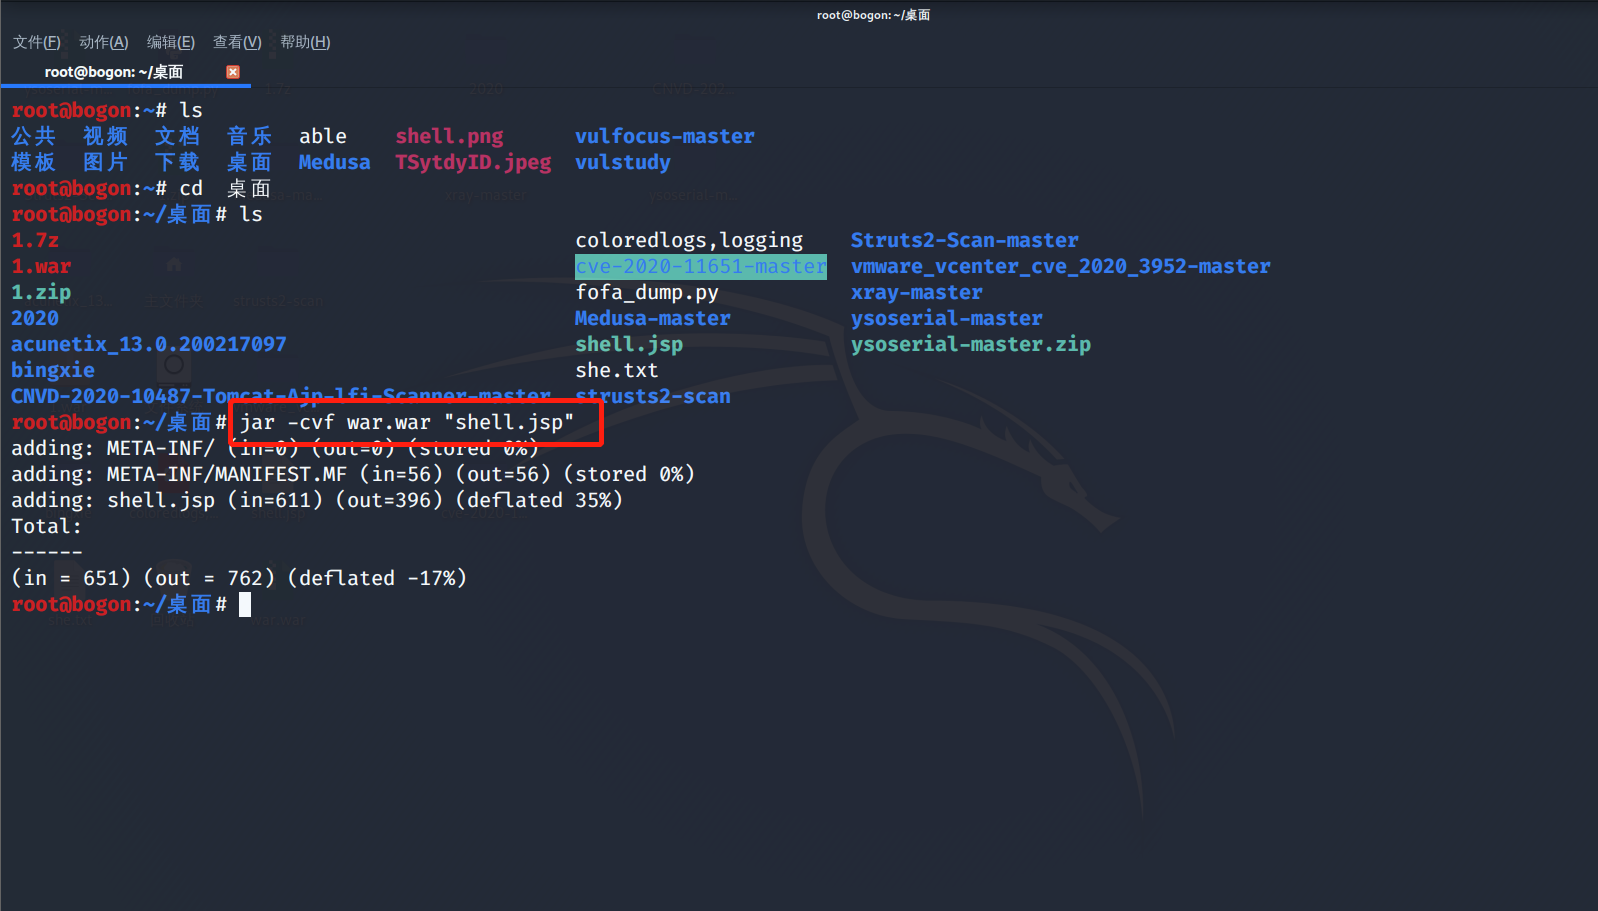 root@bogon: ~/桌面
文件(F) 动作(A) 编辑(E) 查看(V) 帮助(H)
root@bogon: ~/桌面
root@bogon:~# ls
公共 视频 文档 音乐 able shell.png vulfocus-master
模板 图片 下载 桌面 Medusa TSytdyID.jpeg vulstudy
root@bogon:~# cd 桌面
root@bogon:~/桌面# ls
1.7z coloredlogs,logging Struts2-Scan-master
1.war cve-2020-11651-master vmware_vcenter_cve_2020_3952-master
1.zip fofa_dump.py xray-master
2020 Medusa-master ysoserial-master
acunetix_13.0.200217097 shell.jsp ysoserial-master.zip
bingxie she.txt
CNVD-2020-10487-Tomcat-Ajp-lfi-Scanner-master strusts2-scan
root@bogon:~/桌面# jar -cvf war.war "shell.jsp"
adding: META-INF/ (in=0) (out=0) (stored 0%)
adding: META-INF/MANIFEST.MF (in=56) (out=56) (stored 0%)
adding: shell.jsp (in=611) (out=396) (deflated 35%)
Total:
------
(in = 651) (out = 762) (deflated -17%)
root@bogon:~/桌面#